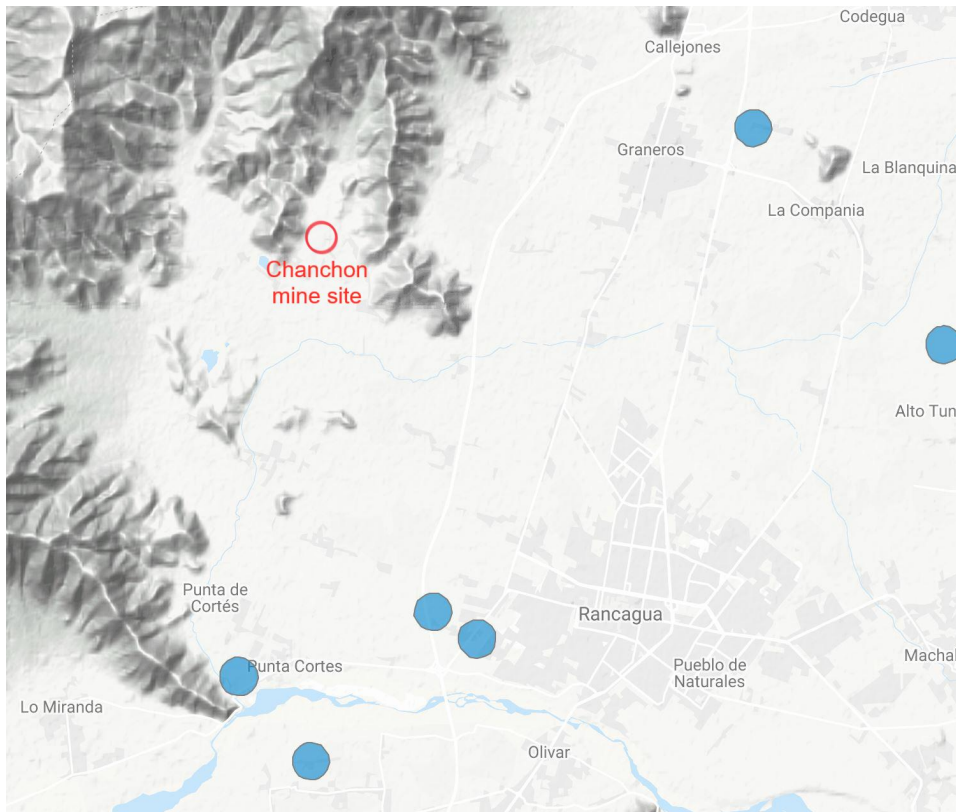 Codegua
Callejones
Graneros
La Blanquina
La Compania
Chanchon
mine site
Alto Tun
Punta de
Cortés
Rancagua
Punta Cortes
Machal
Pueblo de
Naturales
Lo Miranda
Olivar